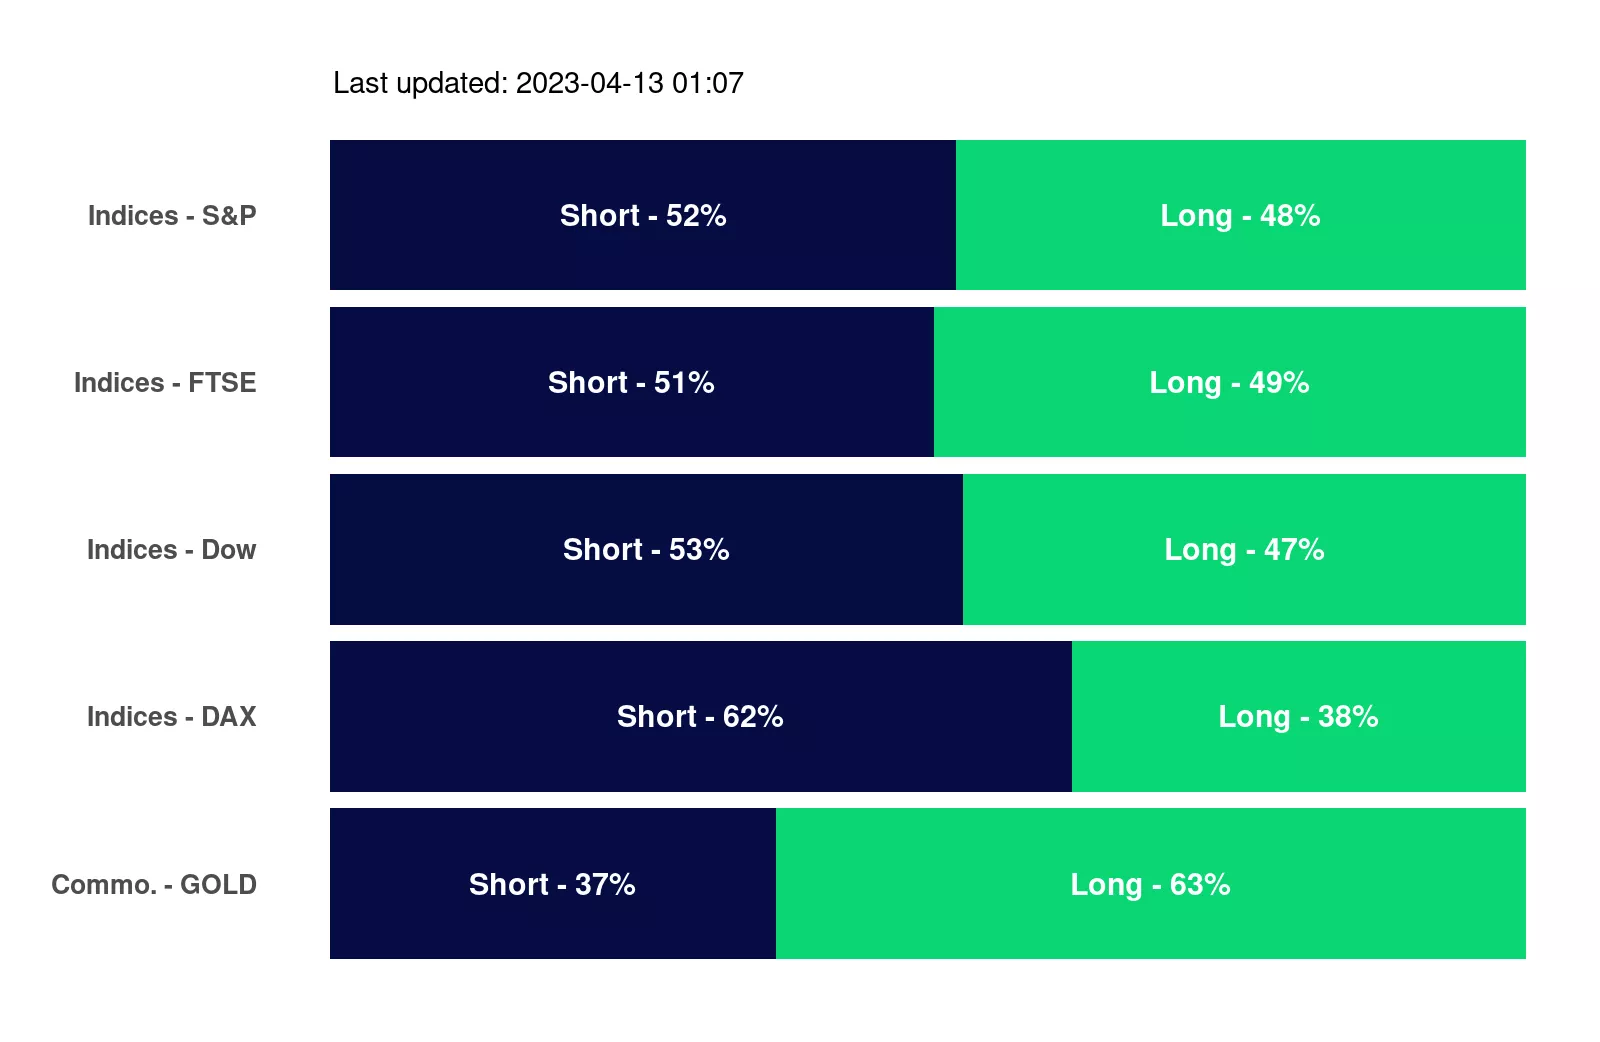 Last updated: 2023-04-13 01:07
Indices - S&P Short - 52% Long - 48%
Indices - FTSE Short - 51% Long - 49%
Indices - Dow Short - 53% Long - 47%
Indices - DAX Short - 62% Long - 38%
Commo. - GOLD Short - 37% Long - 63%